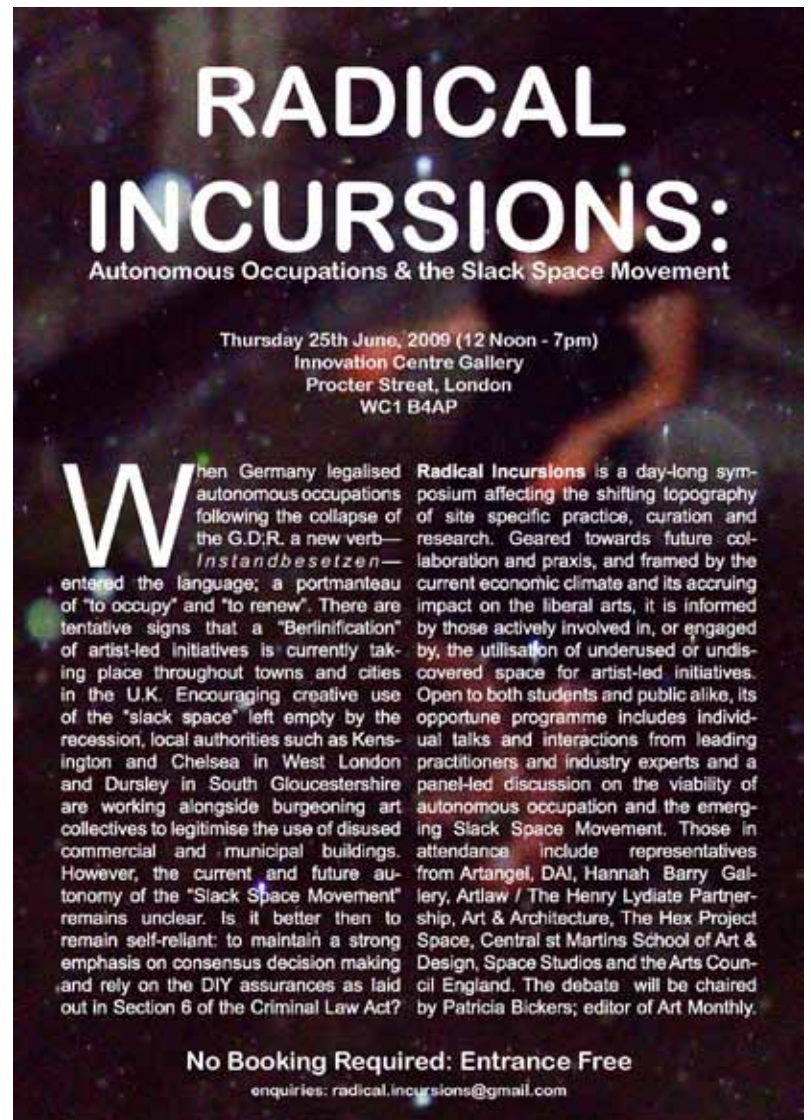 RADICAL
INCURSIONS:
Autonomous Occupations & the Slack Space Movement
Thursday 25th June, 2009 (12 Noon - 7pm)
Innovation Centre Gallery
Procter Street, London
WC1 B4AP
When Germany legalised
autonomous occupations
following the collapse of
the G.D.R. a new verb—
Instandbesetzen—
entered the language; a portmanteau
of "to occupy" and "to renew". There are
tentative signs that a "Berlinification"
of artist-led initiatives is currently tak-
ing place throughout towns and cities
in the U.K. Encouraging creative use
of the "slack space" left empty by the
recession, local authorities such as Kens-
ington and Chelsea in West London
and Dursley in South Gloucestershire
are working alongside burgeoning art
collectives to legitimise the use of disused
commercial and municipal buildings.
However, the current and future au-
tonomy of the "Slack Space Movement"
remains unclear. Is it better then to
remain self-reliant: to maintain a strong
emphasis on consensus decision making
and rely on the DIY assurances as laid
out in Section 6 of the Criminal Law Act?
Radical Incursions is a day-long sym-
posium affecting the shifting topography
of site specific practice, curation and
research. Geared towards future col-
laboration and praxis, and framed by the
current economic climate and its accruing
impact on the liberal arts, it is informed
by those actively involved in, or engaged
by, the utilisation of underused or undis-
covered space for artist-led initiatives.
Open to both students and public alike, its
opportune programme includes individ-
ual talks and interactions from leading
practitioners and industry experts and a
panel-led discussion on the viability of
autonomous occupation and the emerg-
ing Slack Space Movement. Those in
attendance include representatives
from Artangel, DAI, Hannah Barry Gal-
lery, Artlaw / The Henry Lydiate Partner-
ship, Art & Architecture, The Hex Project
Space, Central st Martins School of Art &
Design, Space Studios and the Arts Coun-
cil England. The debate will be chaired
by Patricia Bickers; editor of Art Monthly.
No Booking Required: Entrance Free
enquiries: radical.incursions@gmail.com